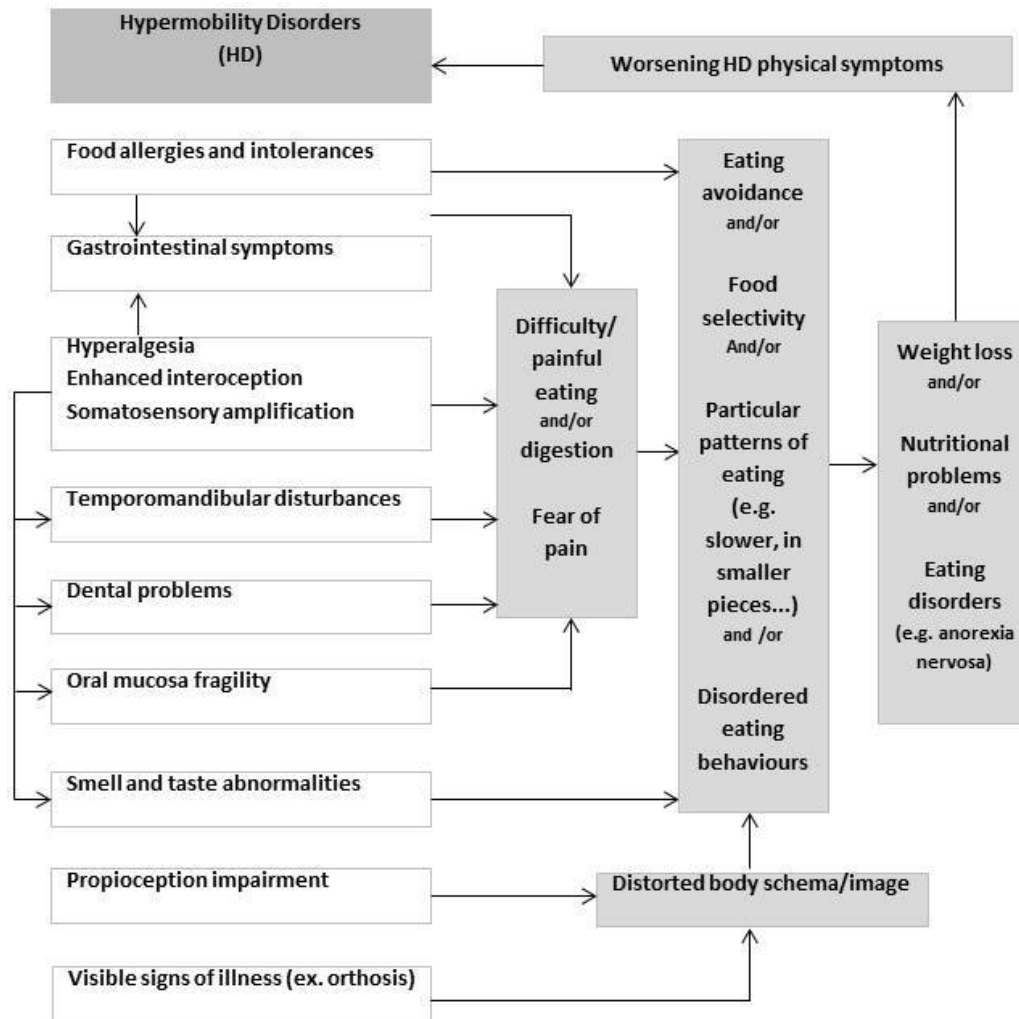 Hypermobility Disorders
(HD)
Worsening HD physical symptoms
Food allergies and intolerances
Gastrointestinal symptoms
Hyperalgesia
Enhanced interoception
Somatosensory amplification
Temporomandibular disturbances
Dental problems
Oral mucosa fragility
Smell and taste abnormalities
Propioception impairment
Visible signs of illness (ex. orthosis)
Difficulty/
painful
eating
and/or
digestion
Fear of
pain
Eating
avoidance
and/or
Food
selectivity
And/or
Particular
patterns of
eating
(e.g.
slower, in
smaller
pieces...)
and /or
Disordered
eating
behaviours
Distorted body schema/image
Weight loss
and/or
Nutritional
problems
and/or
Eating
disorders
(e.g. anorexia
nervosa)